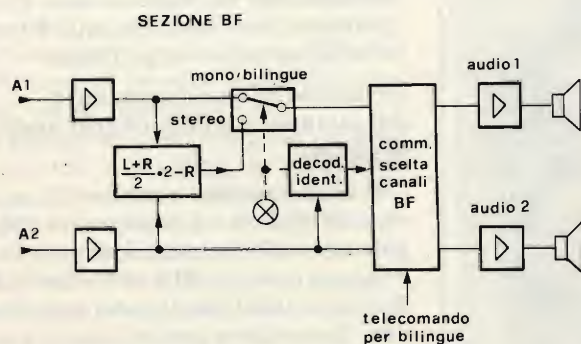 SEZIONE BF
A1
mono/bilingue
audio 1
stereo
L+R
2
•2-R
decod.
ident.
comm.
scelta
canali
BF
A2
audio 2
telecomando
per bilingue